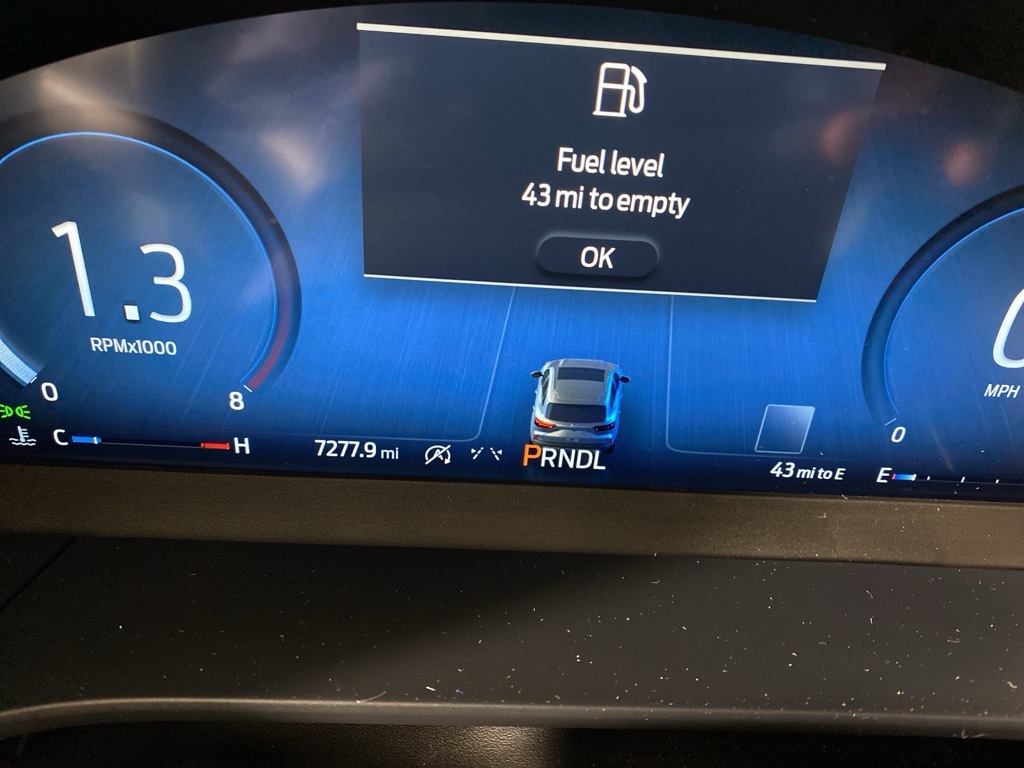 Fuel level
43 mi to empty
OK
1.3
RPMx1000
0
8
0
MPH
0
C
H
7277.9 mi
A
PRNDL
43 mi to E
E